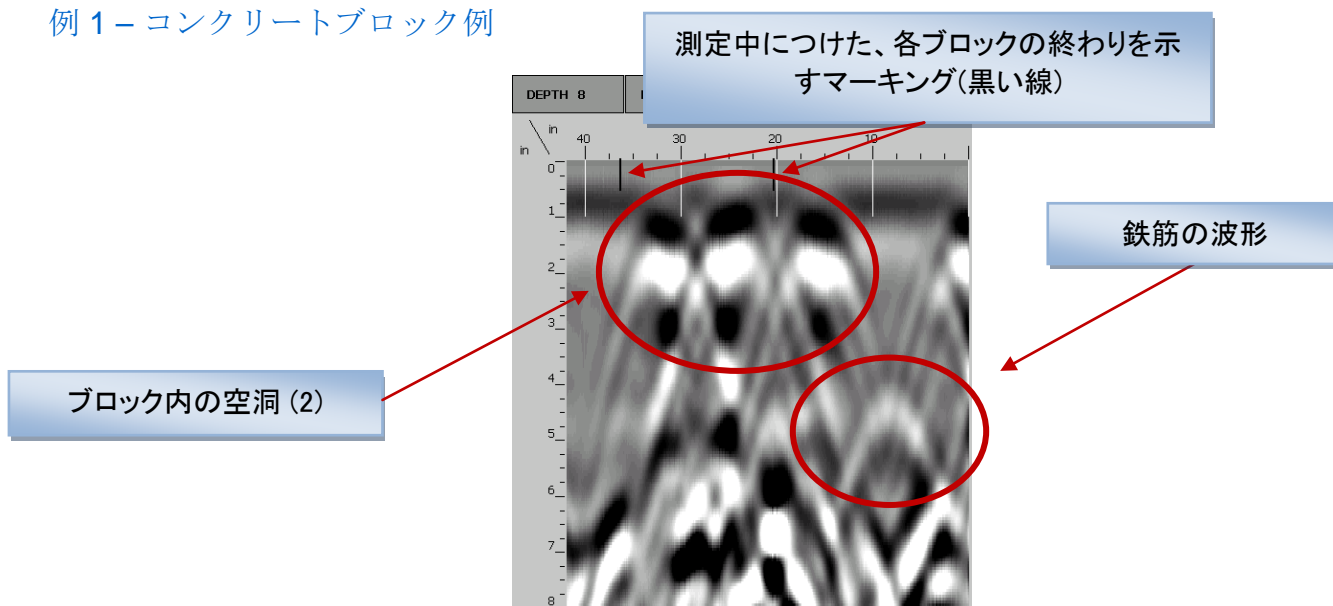 例 1 – コンクリートブロック例
測定中につけた、各ブロックの終わりを示
すマーキング(黒い線)
DEPTH 8
in
in
40
30
20
10
0
1
2
3
4
5
6
7
8
鉄筋の波形
ブロック内の空洞 (2)